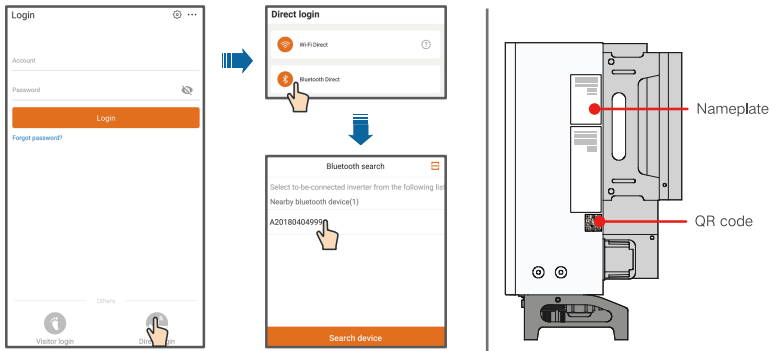 Login
Account
Password
Login
Forgot password?
Others
Visitor login
Direct login
Direct login
Wi-Fi Direct
Bluetooth Direct
Bluetooth search
Select to-be-connected inverter from the following list
Nearby bluetooth device(1)
A20180404999
Search device
Nameplate
QR code